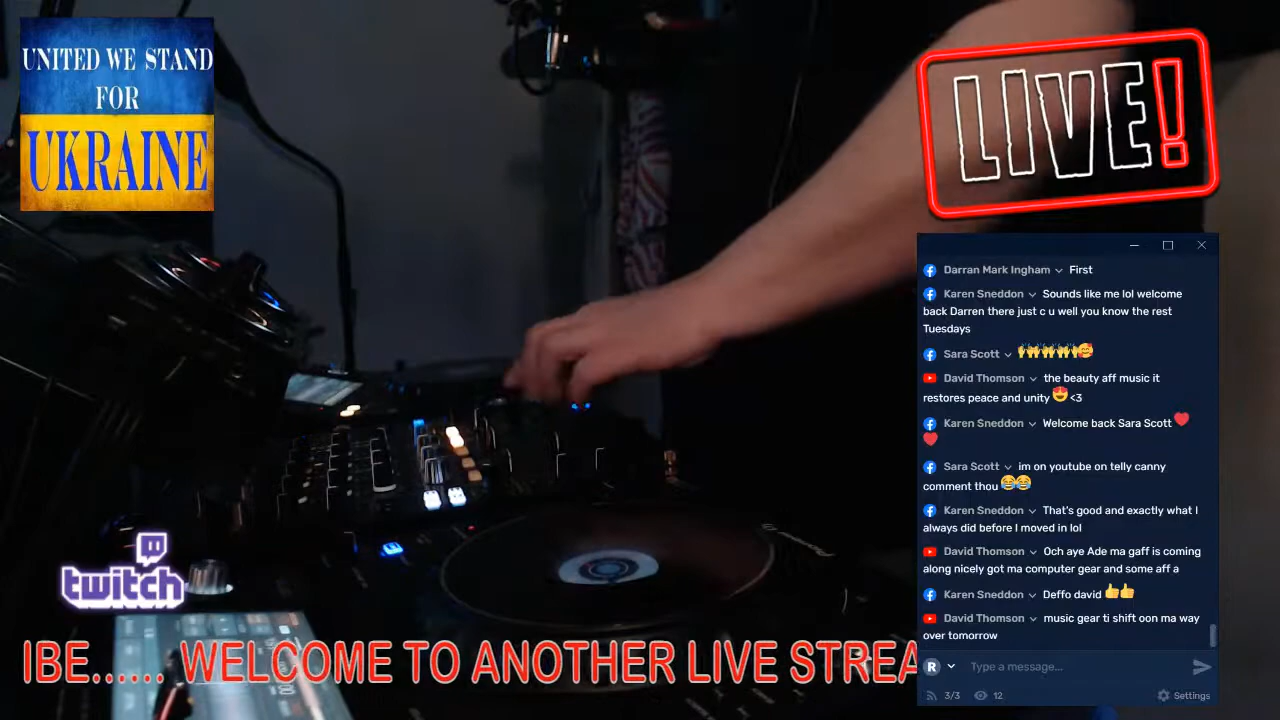 UNITED WE STAND
FOR
UKRAINE
LIVE!
Darran Mark Ingham First
Karen Sneddon Sounds like me lol welcome
back Darren there just c u well you know the rest
Tuesdays
Sara Scott 🙌🙌🙌🙌🙌🥰
David Thomson the beauty aff music it
restores peace and unity 😍<3
Karen Sneddon Welcome back Sara Scott ❤️
❤️
Sara Scott im on youtube on telly canny
comment thou 😂😂
Karen Sneddon That's good and exactly what I
always did before I moved in lol
David Thomson Och aye Ade ma gaff is coming
along nicely got ma computer gear and some aff a
Karen Sneddon Deffo david 👍👍
David Thomson music gear ti shift oon ma way
over tomorrow
R Type a message...
3/3 12 Settings
twitch
IBE...... WELCOME TO ANOTHER LIVE STREA